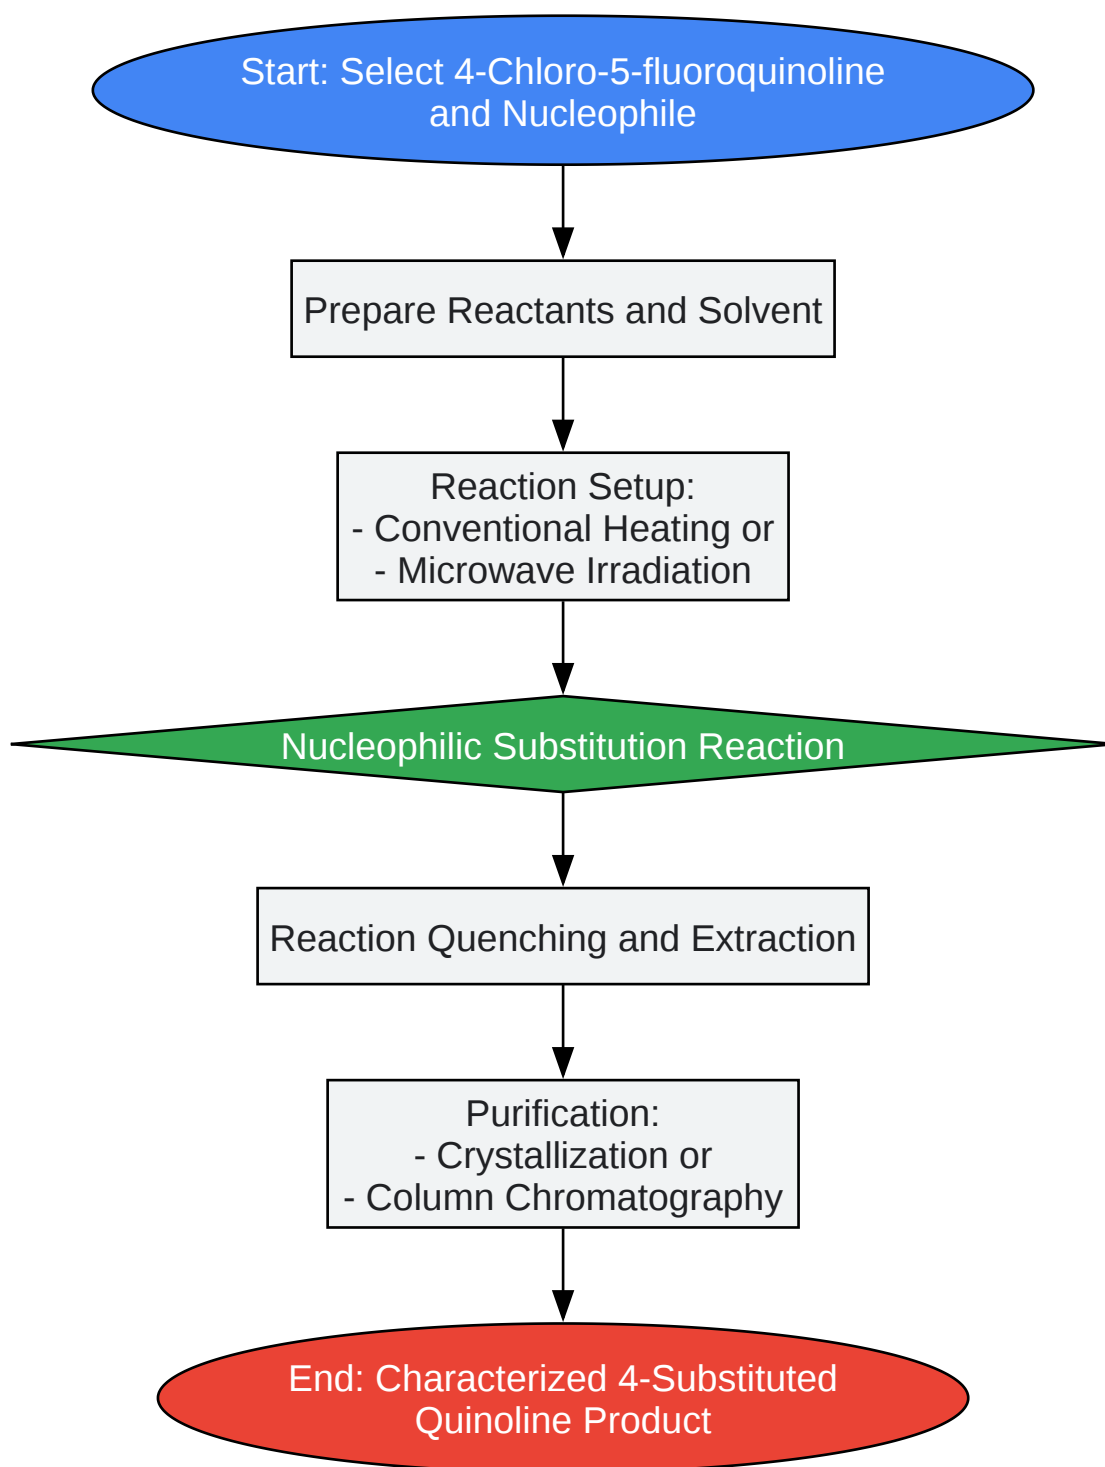 Start: Select 4-Chloro-5-fluoroquinoline
and Nucleophile
Prepare Reactants and Solvent
Reaction Setup:
- Conventional Heating or
- Microwave Irradiation
Nucleophilic Substitution Reaction
Reaction Quenching and Extraction
Purification:
- Crystallization or
- Column Chromatography
End: Characterized 4-Substituted
Quinoline Product